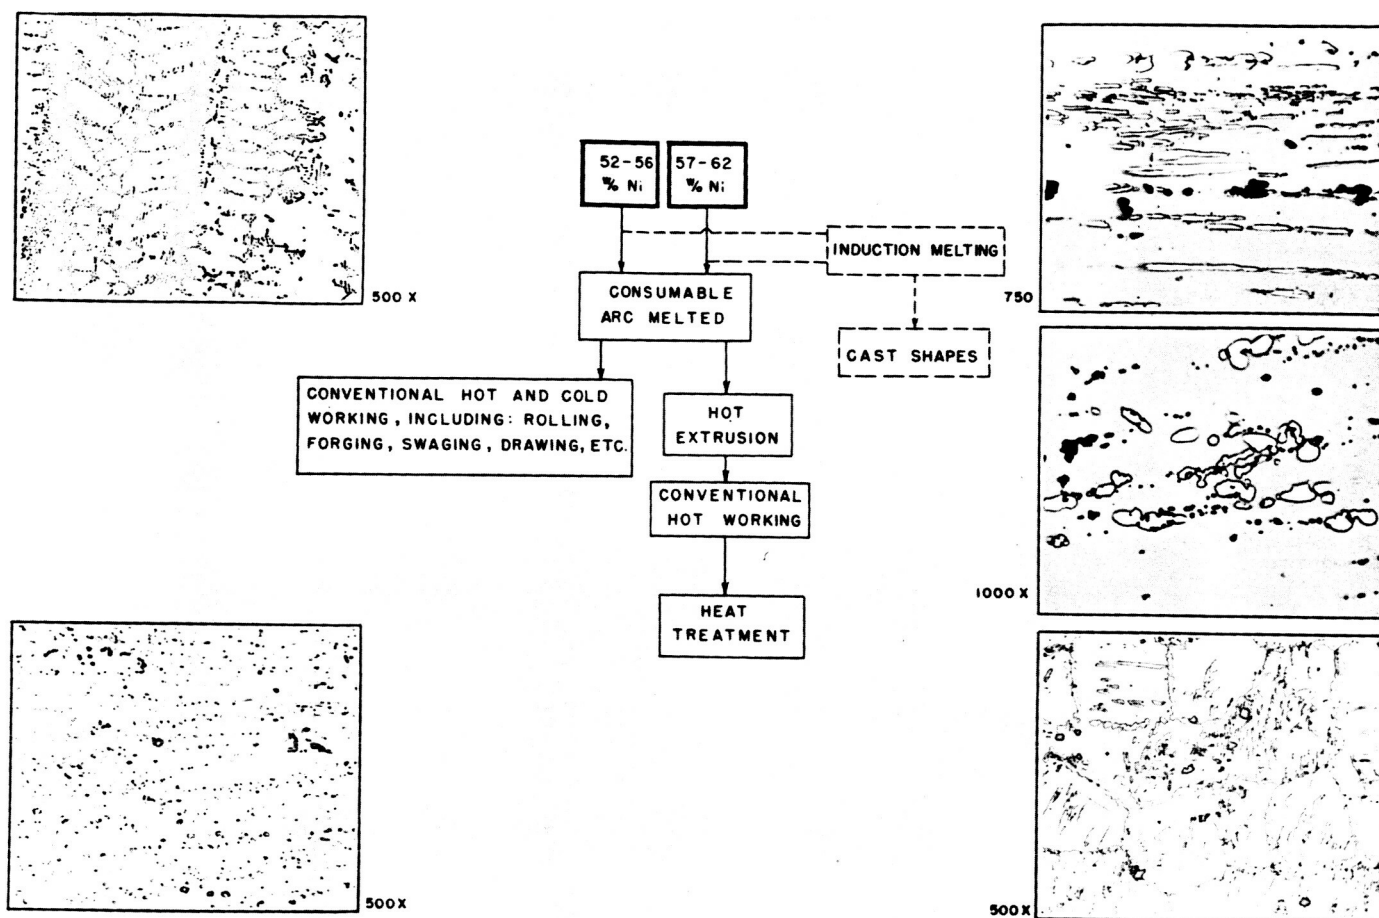 500 X
52-56
w/o Ni
57-62
w/o Ni
INDUCTION MELTING
CONSUMABLE
ARC MELTED
CAST SHAPES
CONVENTIONAL HOT AND COLD
WORKING, INCLUDING: ROLLING,
FORGING, SWAGING, DRAWING, ETC.
HOT
EXTRUSION
CONVENTIONAL
HOT WORKING
HEAT
TREATMENT
500X
750
1000X
500X